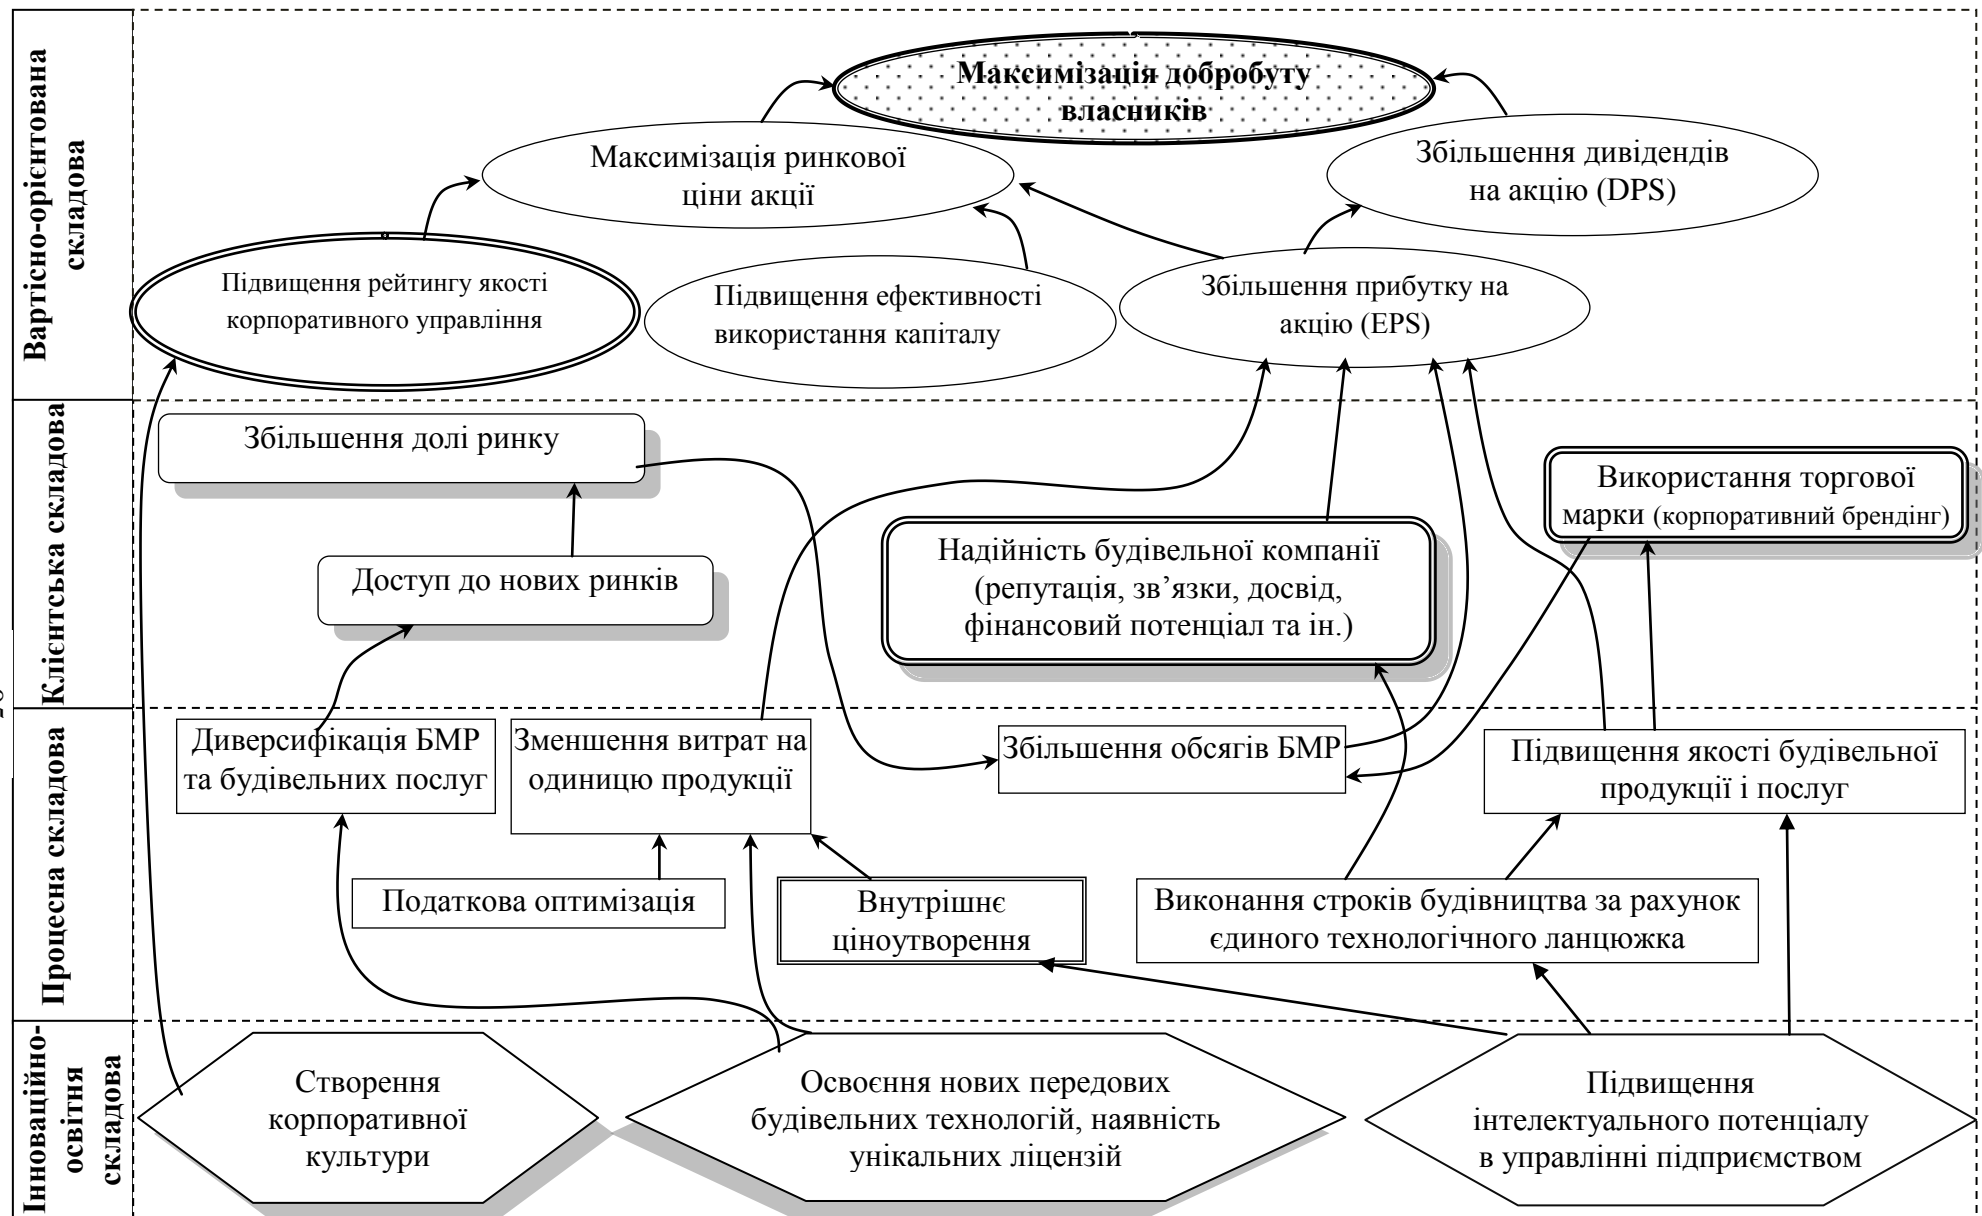 Вартісно-орієнтована
складова
Максимізація добробуту
власників
Максимізація ринкової
ціни акції
Збільшення дивідендів
на акцію (DPS)
Підвищення рейтингу якості
корпоративного управління
Підвищення ефективності
використання капіталу
Збільшення прибутку на
акцію (EPS)
Клієнтська складова
Збільшення долі ринку
Використання торгової
марки (корпоративний брендінг)
Надійність будівельної компанії
(репутація, зв’язки, досвід,
фінансовий потенціал та ін.)
Доступ до нових ринків
Процесна складова
Диверсифікація БМР
та будівельних послуг
Зменшення витрат на
одиницю продукції
Збільшення обсягів БМР
Підвищення якості будівельної
продукції і послуг
Податкова оптимізація
Внутрішнє
ціноутворення
Виконання строків будівництва за рахунок
єдиного технологічного ланцюжка
Інноваційно-
освітня
складова
Створення
корпоративної
культури
Освоєння нових передових
будівельних технологій, наявність
унікальних ліцензій
Підвищення
інтелектуального потенціалу
в управлінні підприємством